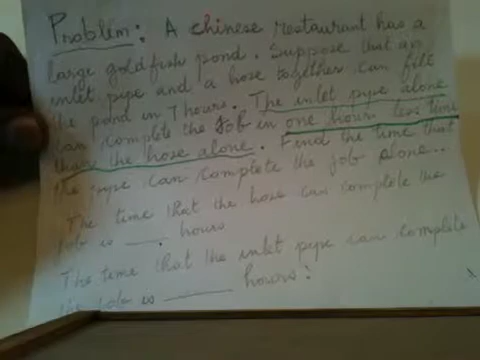 Problem: A chinese restaurant has a
large goldfish pond. Suppose that an
inlet pipe and a hose together can fill
the pond in 7 hours. The inlet pipe alone
can complete the job in one hour less time
than the hose alone. Find the time that
the pipe can complete the job alone..
The time that the hose can complete the
job is ____ hours
The time that the inlet pipe can complete
the job is ______ hours!